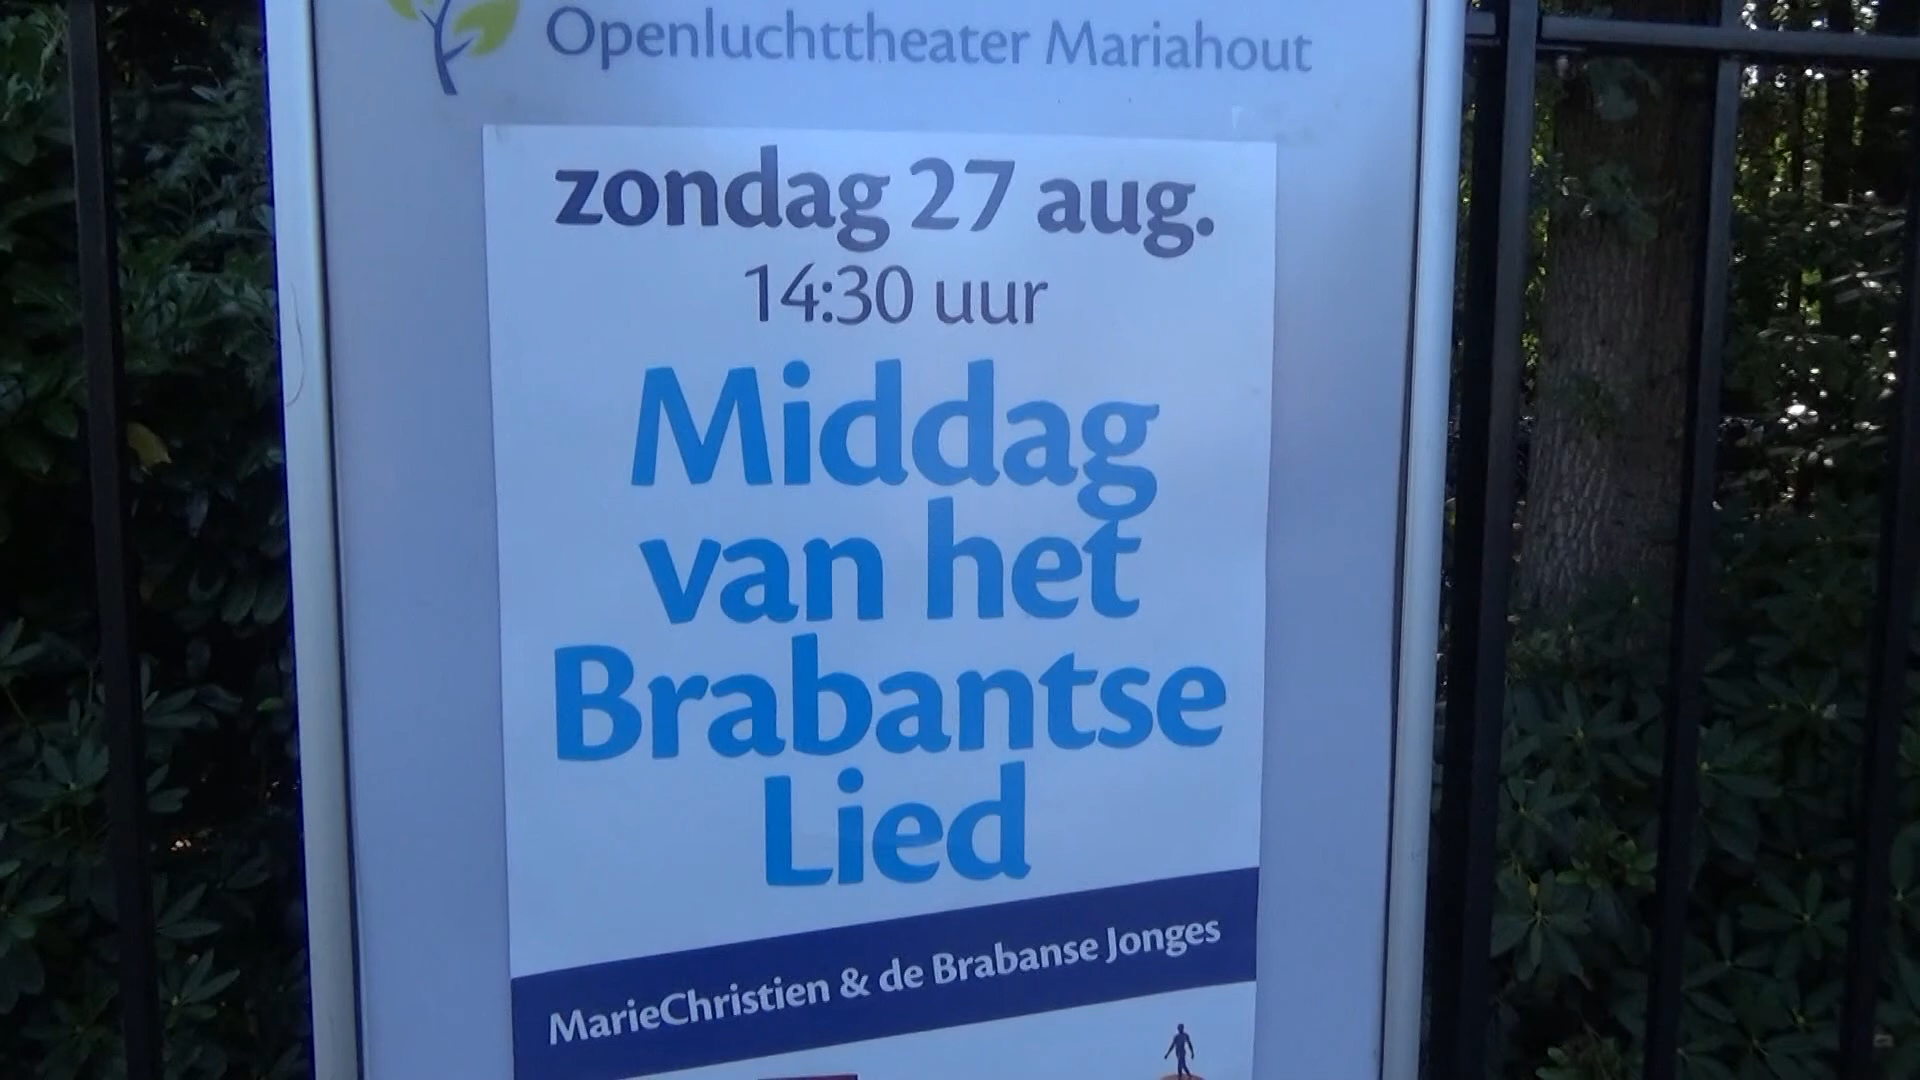 Openluchttheater Mariahout
zondag 27 aug.
14:30 uur
Middag
van het
Brabantse
Lied
MarieChristien & de Brabanse Jonges